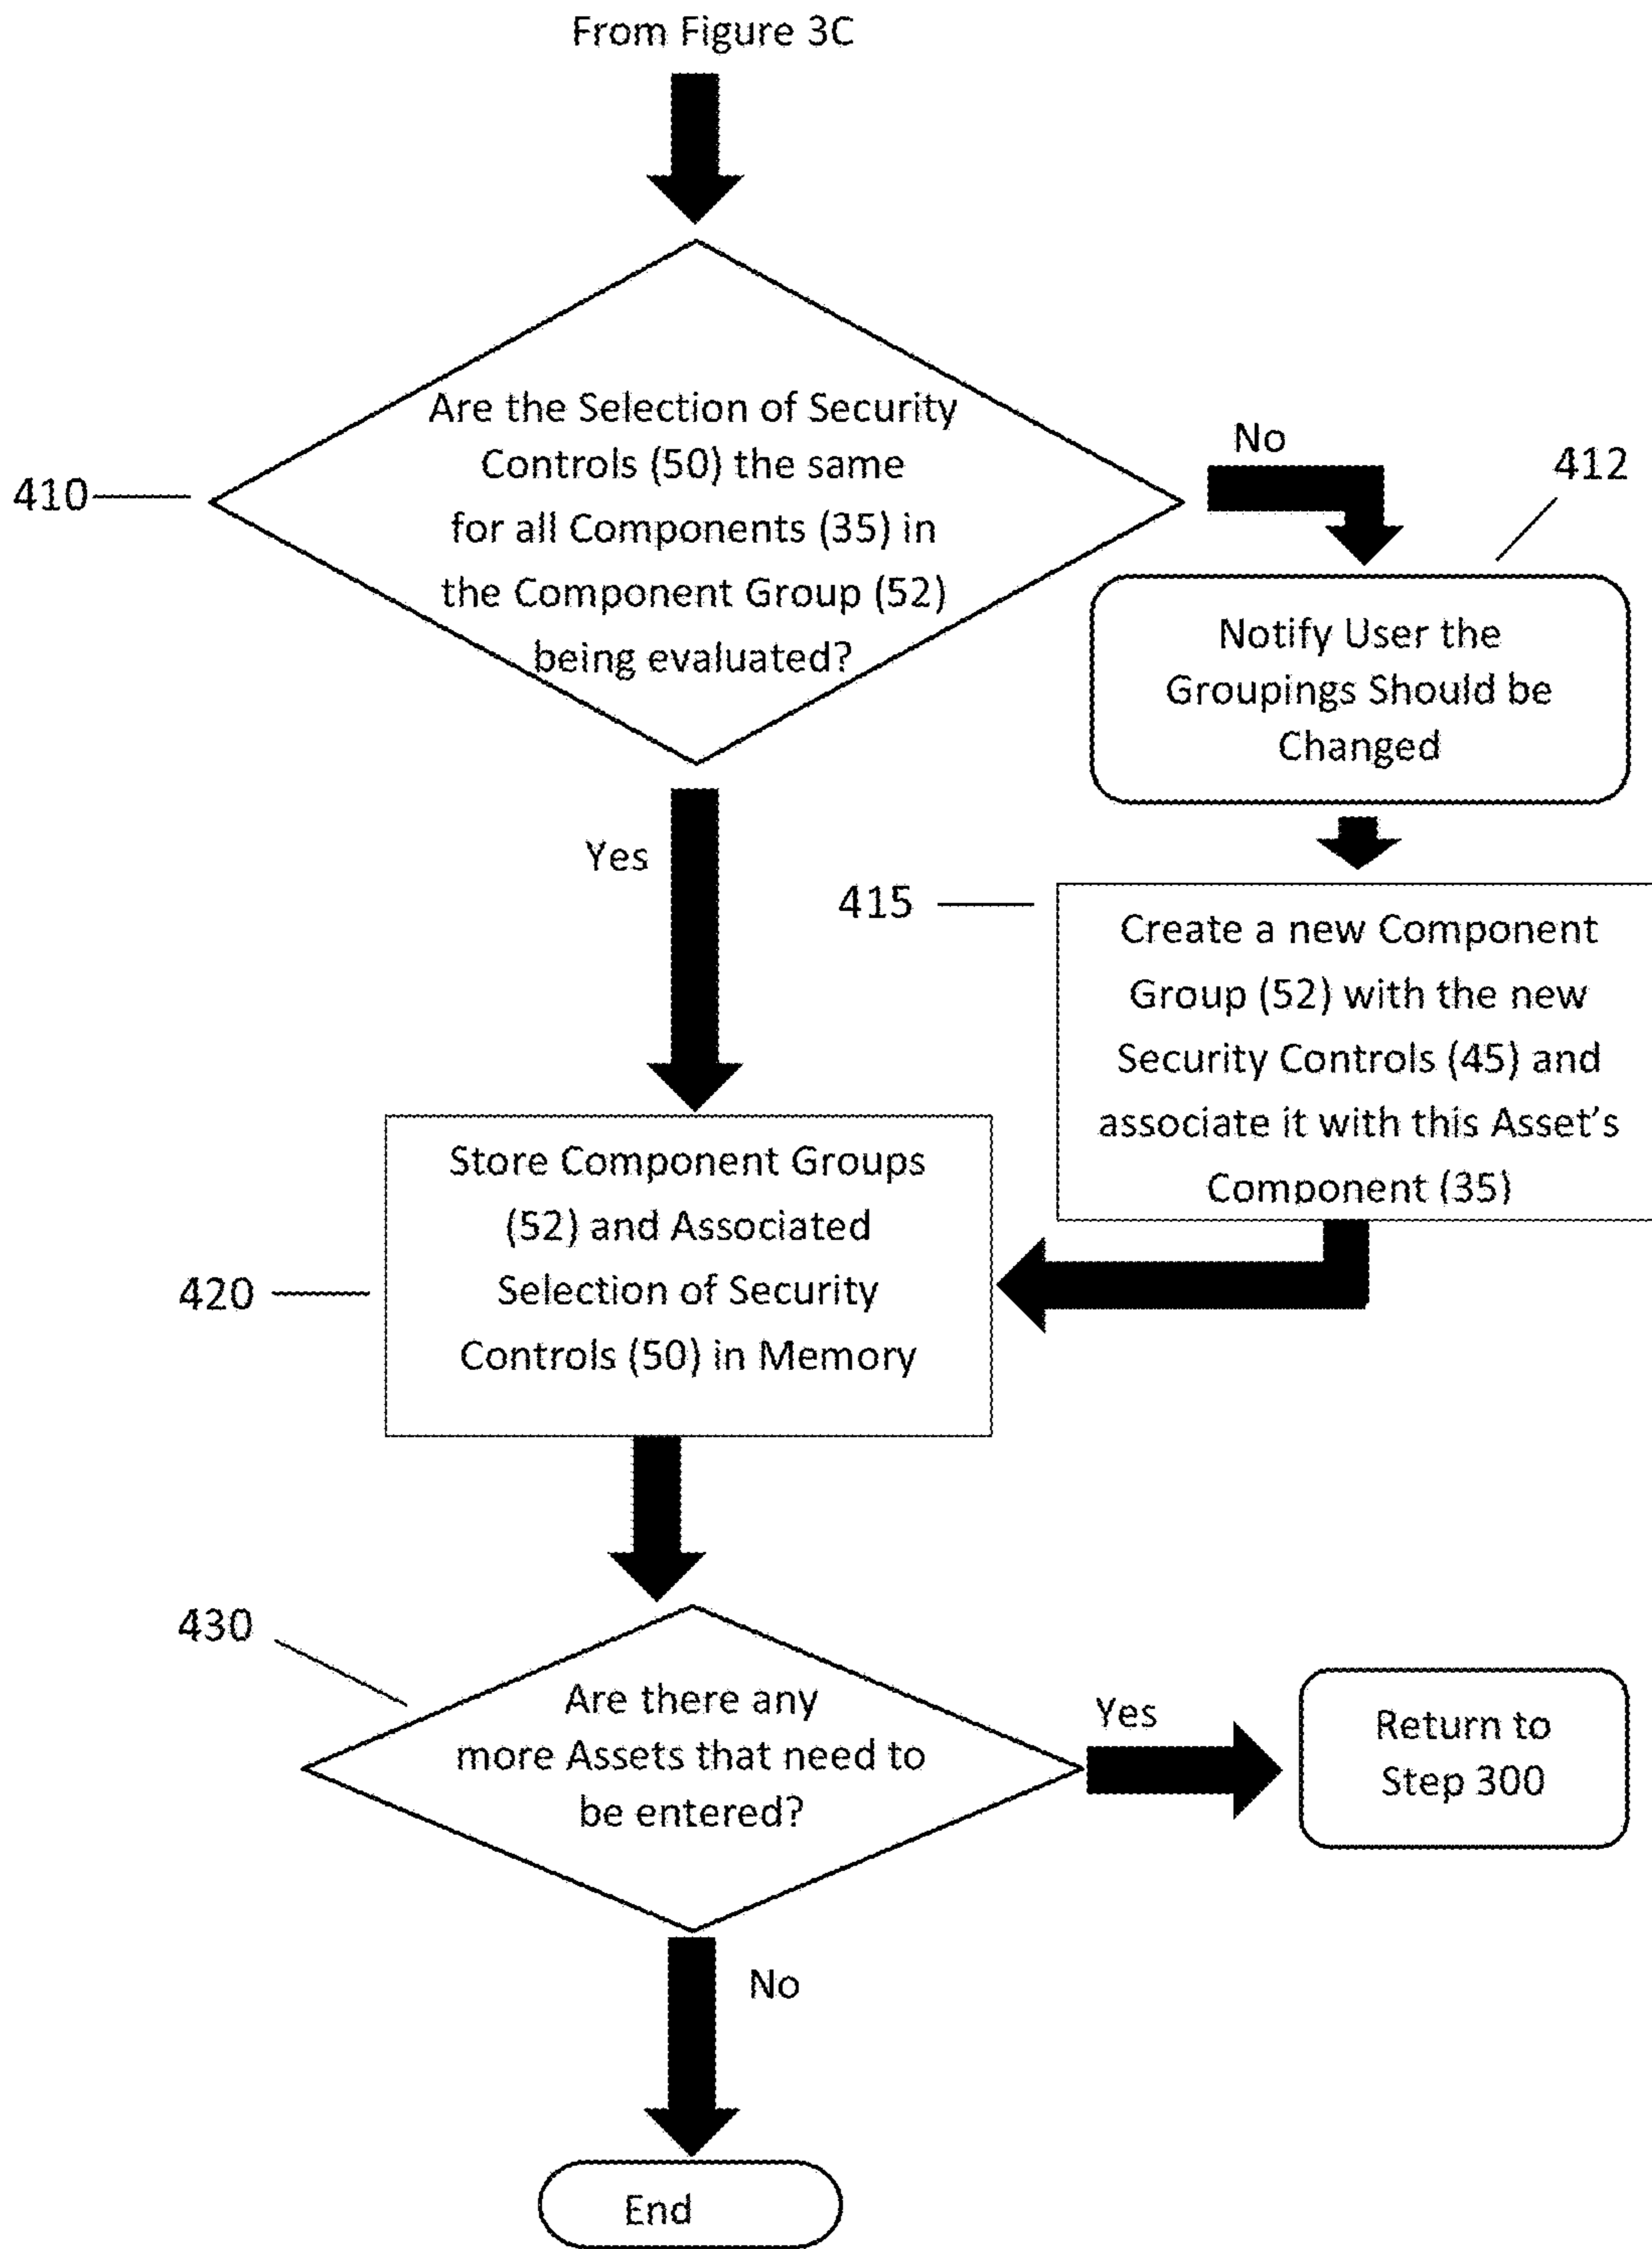 From Figure 3C
Are the Selection of Security
Controls (50) the same
for all Components (35) in
the Component Group (52)
being evaluated?
410
No
412
Notify User the
Groupings Should be
Changed
Yes
415
Create a new Component
Group (52) with the new
Security Controls (45) and
associate it with this Asset's
Component (35)
Store Component Groups
(52) and Associated
Selection of Security
Controls (50) in Memory
420
430
Are there any
more Assets that need to
be entered?
Yes
Return to
Step 300
No
End